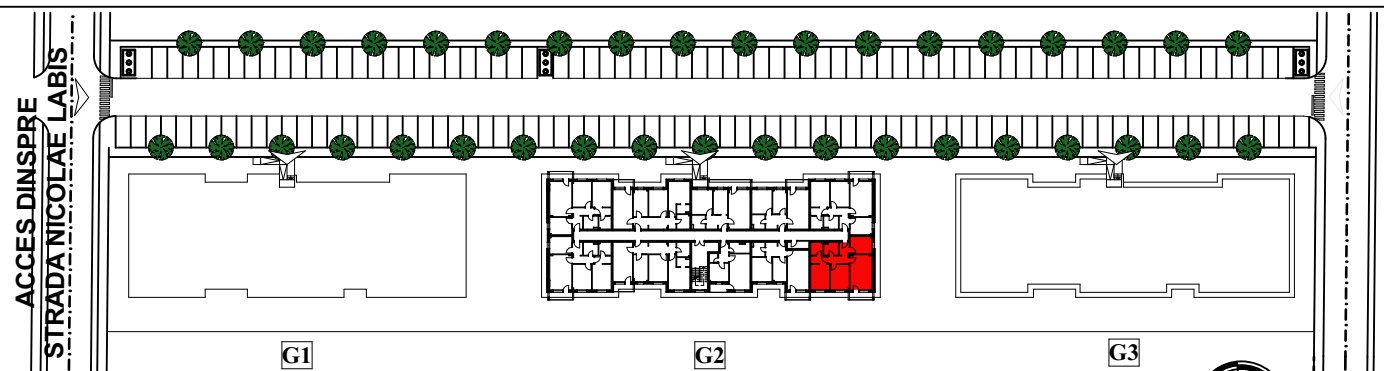 ACCES DINSPRE
STRADA NICOLAE LABIS
G1
G2
G3